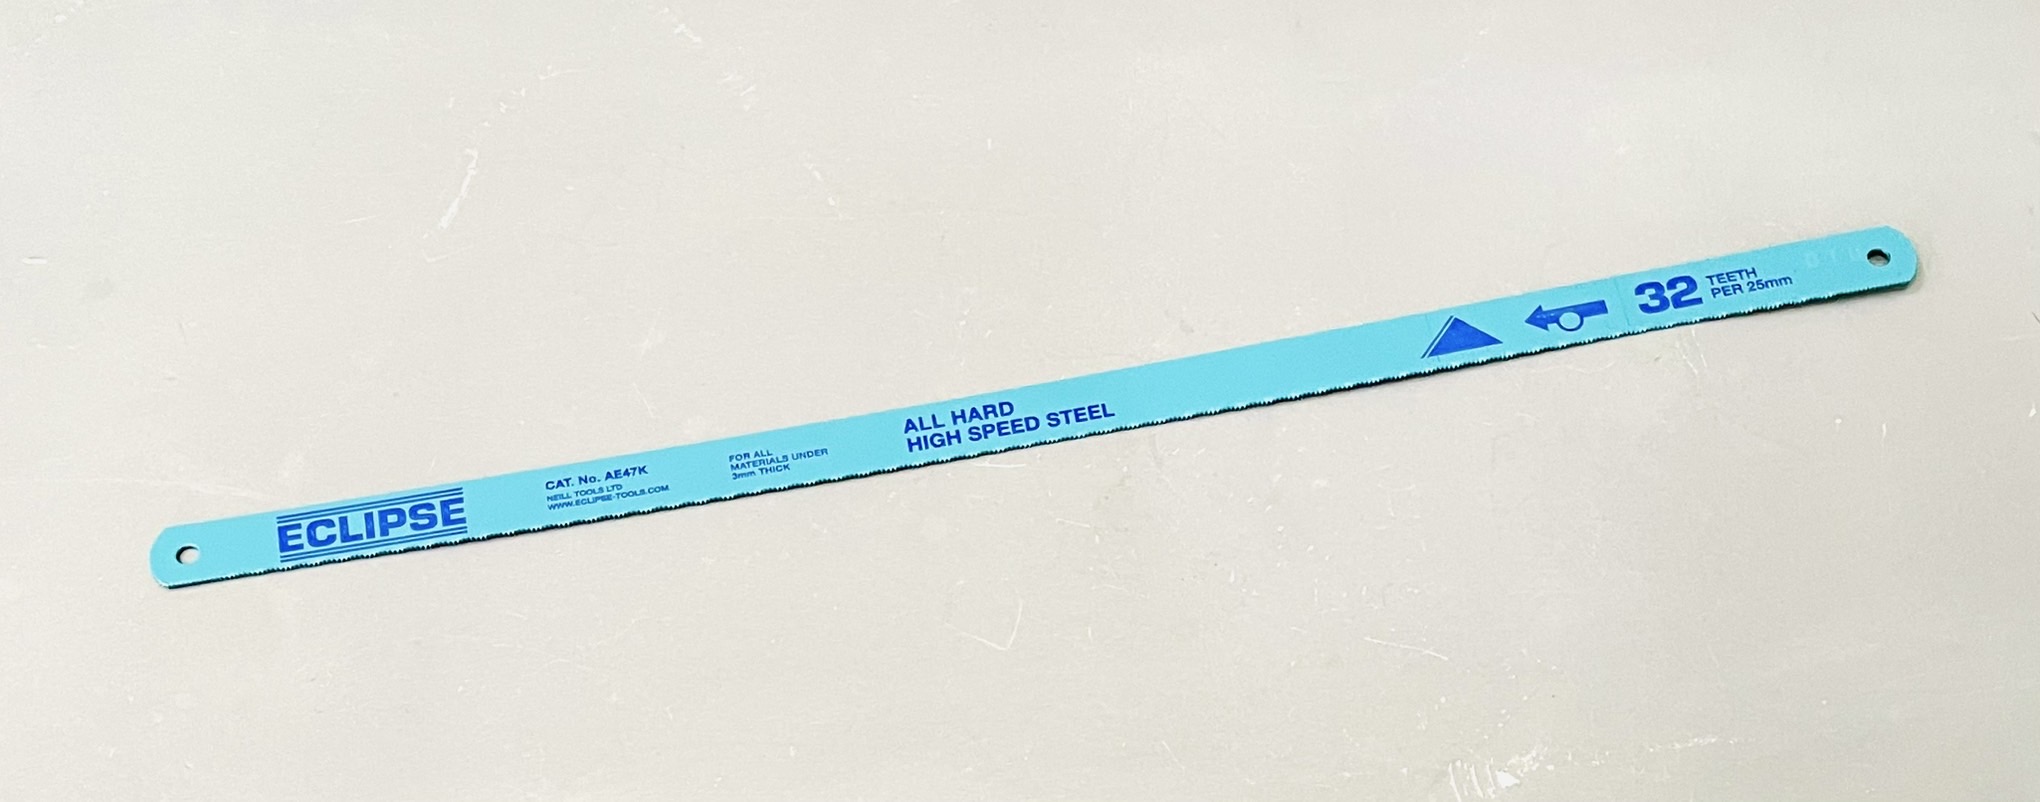 ECLIPSE
CAT. No. AE47K
NEILL TOOLS LTD
WWW.ECLIPSE-TOOLS.COM
FOR ALL
MATERIALS UNDER
3mm THICK
ALL HARD
HIGH SPEED STEEL
32
TEETH
PER 25mm